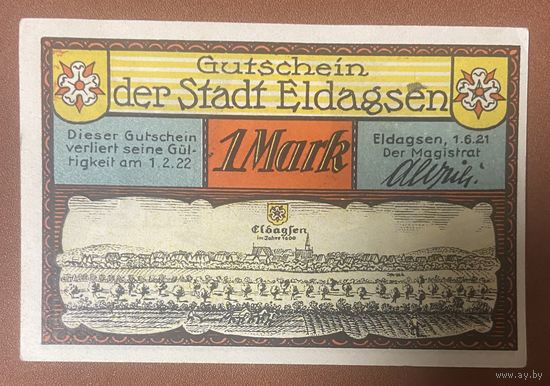 Gutschein
der Stadt Eldagsen
Dieser Gutschein
verliert seine Gül-
tigkeit am 1.2.22
1 Mark
Eldagsen, 1.6.21
Der Magistrat
Eldagsen
im Jahre 1600
www.ay.by